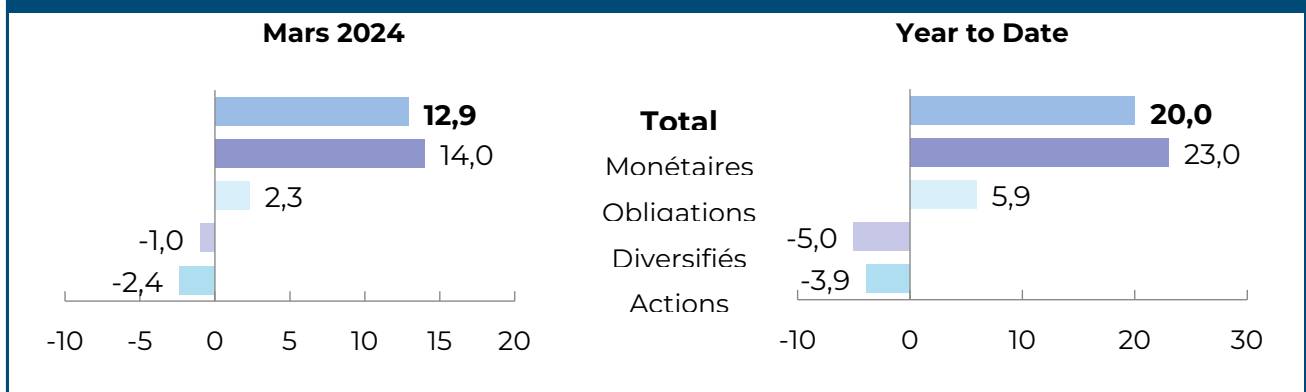 Mars 2024
12,9
14,0
2,3
-1,0
-2,4
-10 -5 0 5 10 15 20
Total
Monétaires
Obligations
Diversifiés
Actions
Year to Date
20,0
23,0
5,9
-5,0
-3,9
-10 0 10 20 30